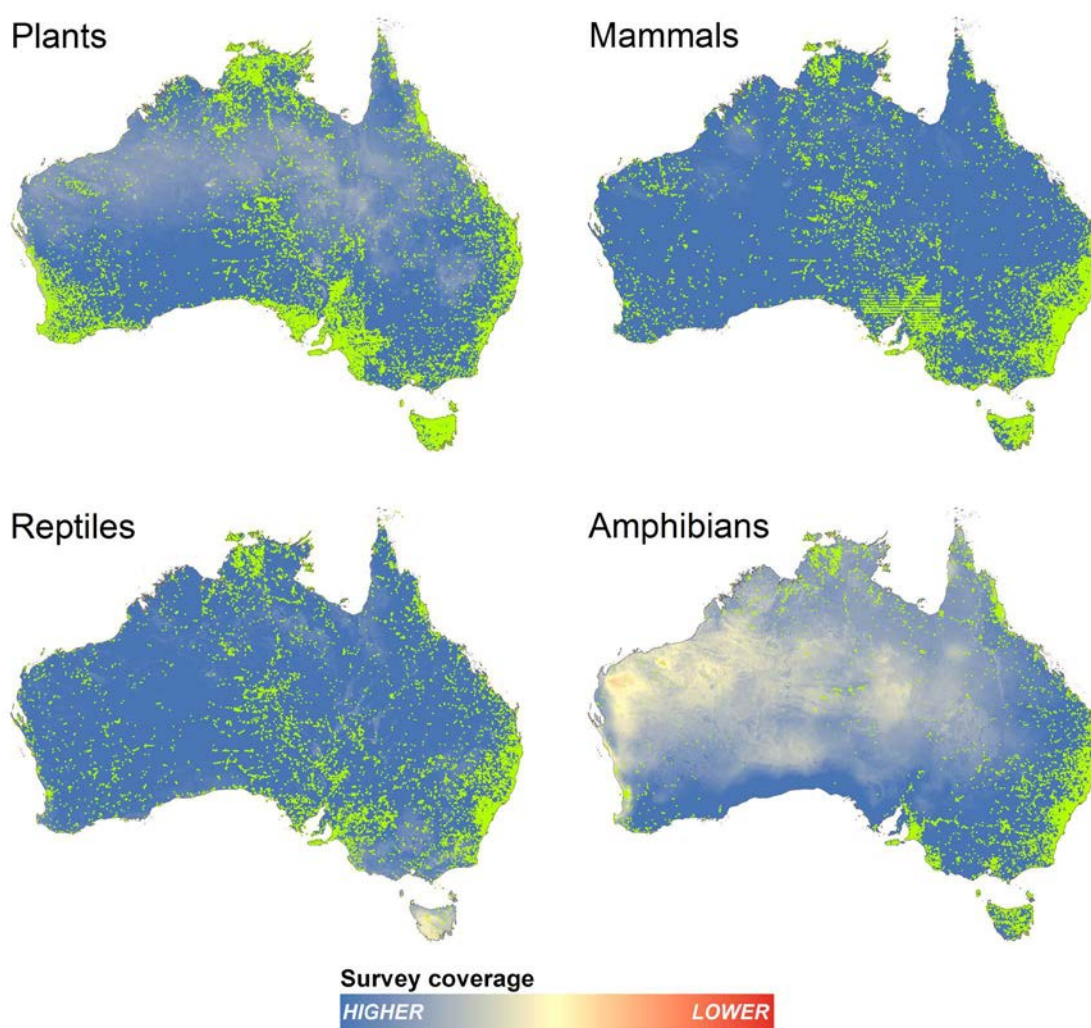 Plants
Mammals
Reptiles
Amphibians
Survey coverage
HIGHER LOWER